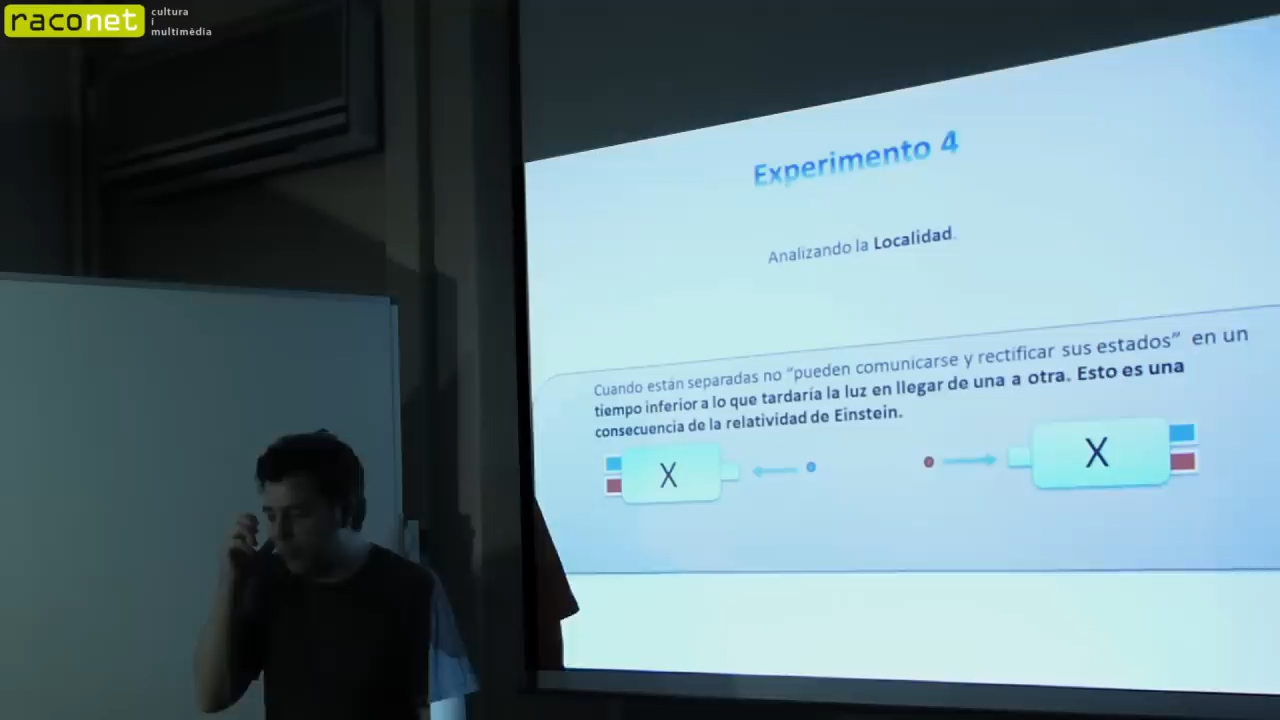 raconet
cultura
i
multimèdia
Experimento 4
Analizando la Localidad.
Cuando están separadas no “pueden comunicarse y rectificar sus estados” en un
tiempo inferior a lo que tardaría la luz en llegar de una a otra. Esto es una
consecuencia de la relatividad de Einstein.
X
X